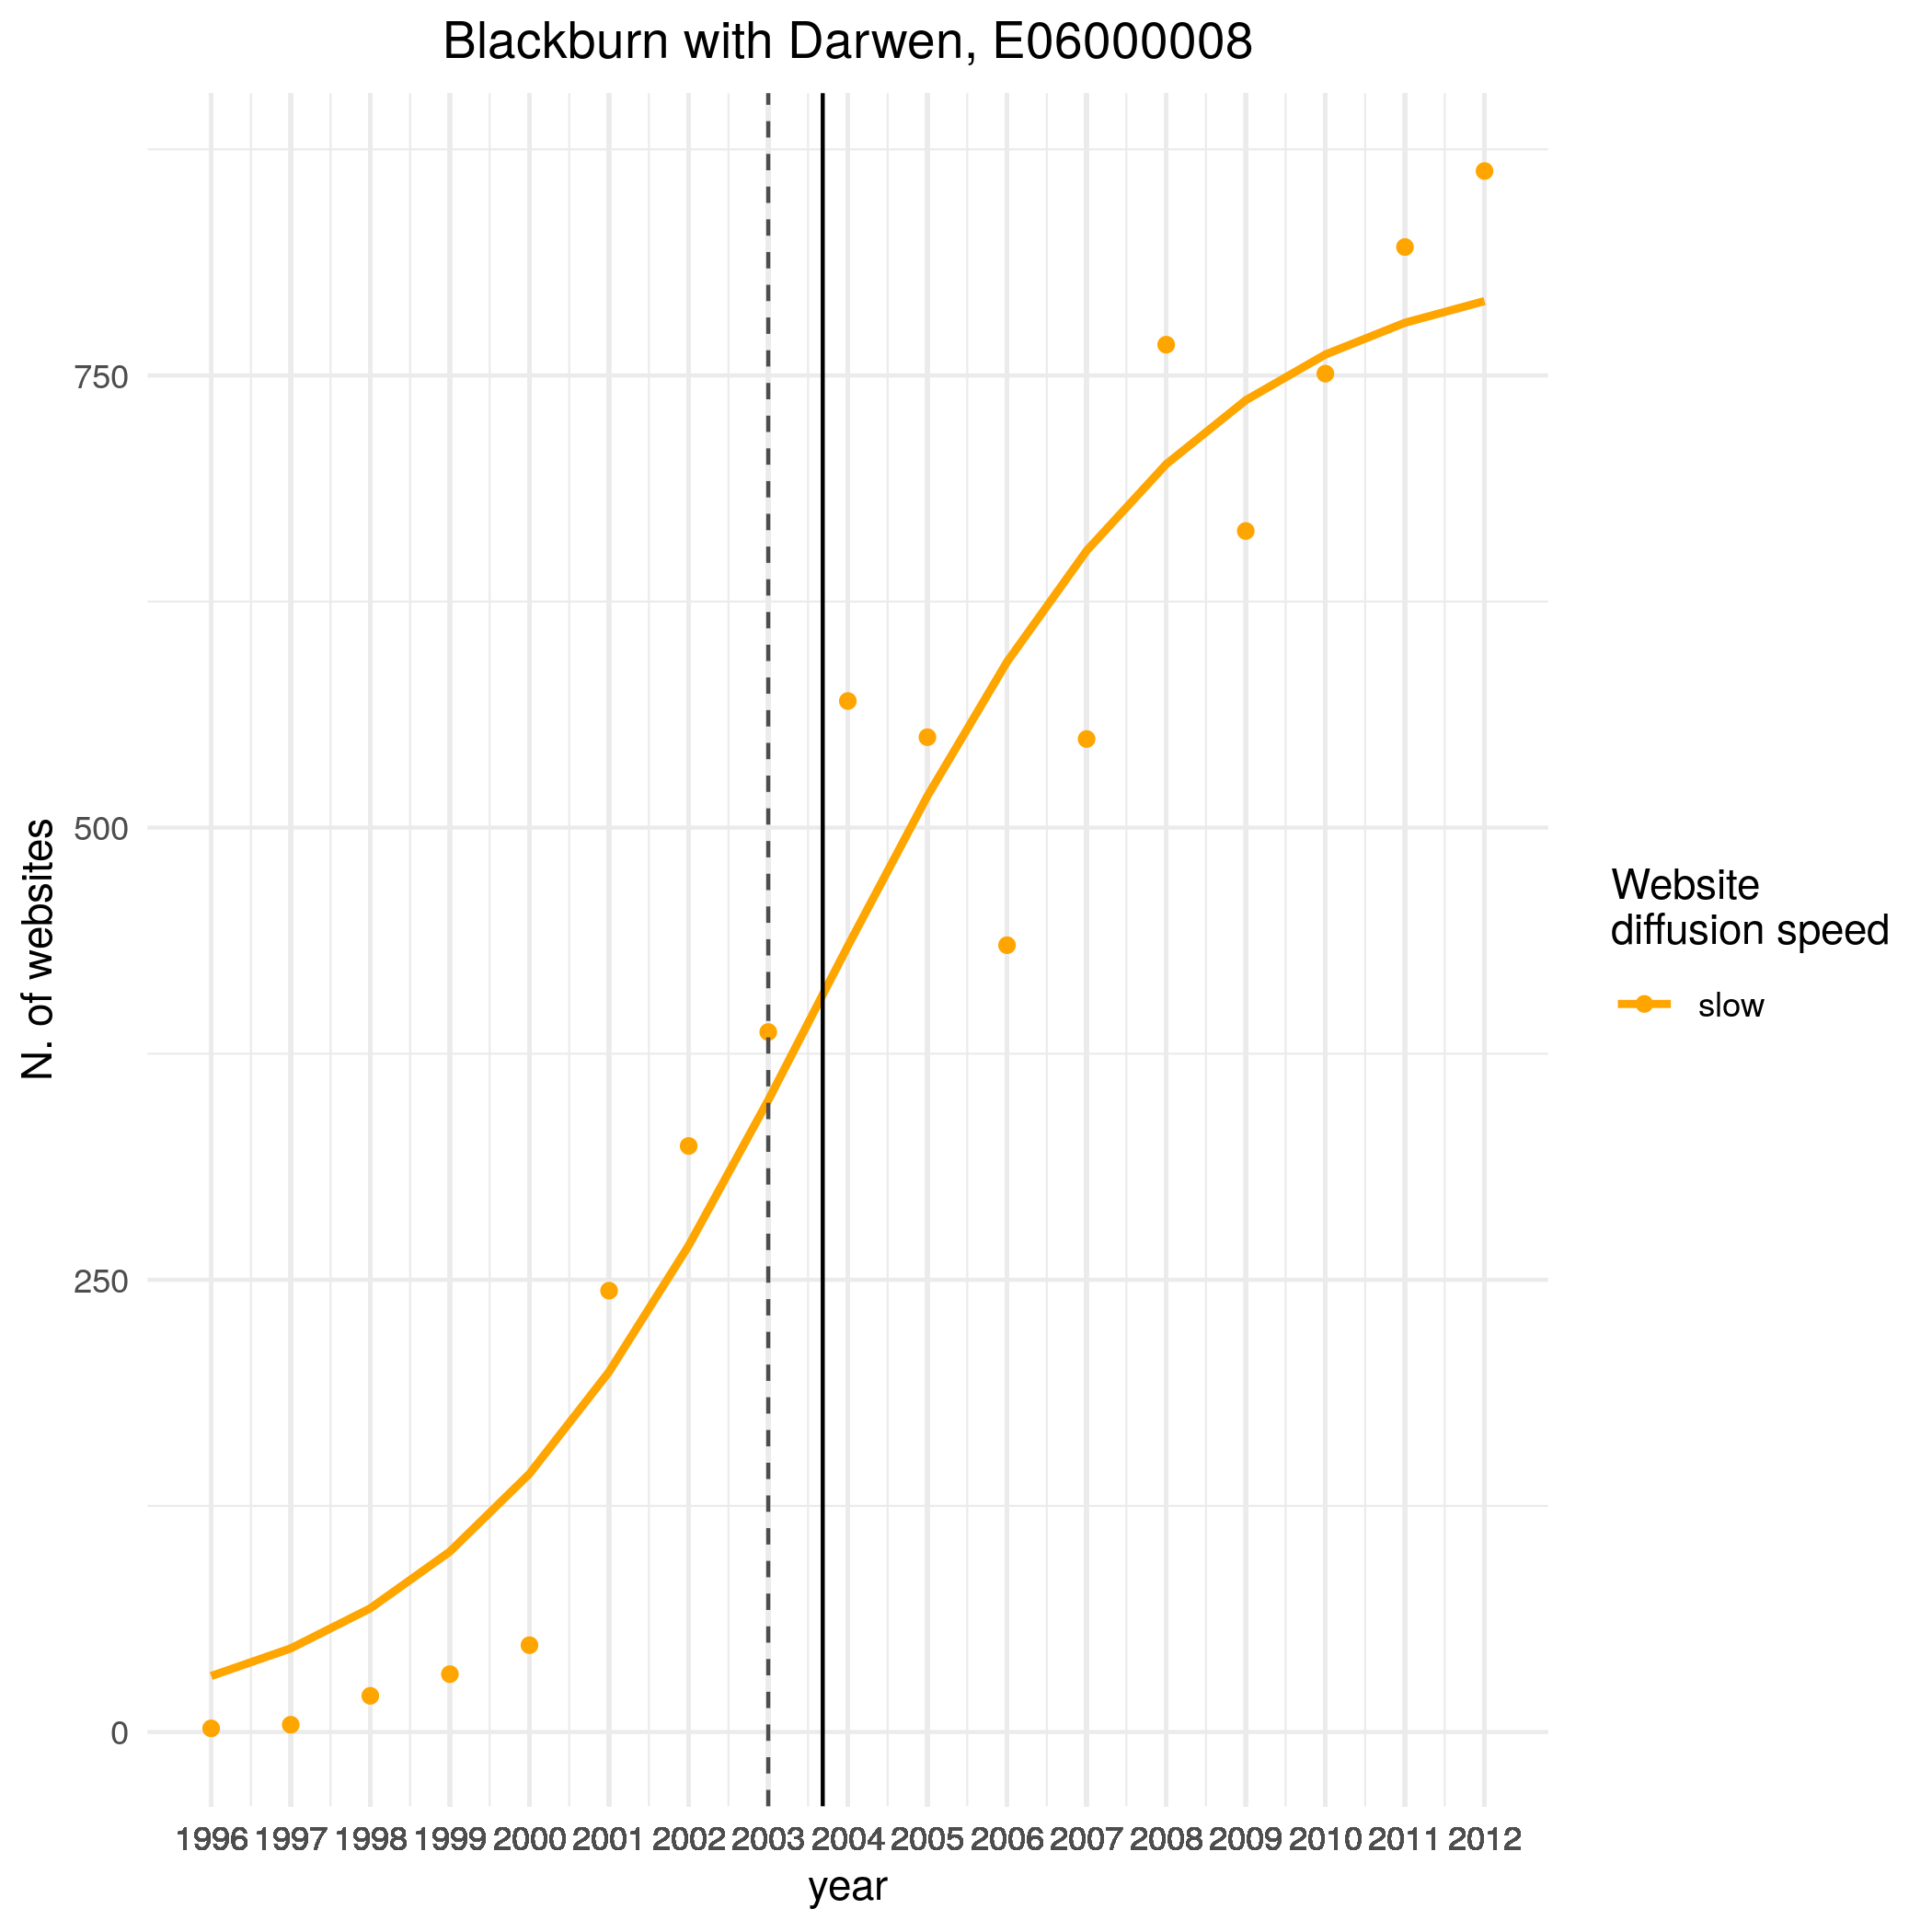 Blackburn with Darwen, E06000008
750
500
250
0
N. of websites
1996 1997 1998 1999 2000 2001 2002 2003 2004 2005 2006 2007 2008 2009 2010 2011 2012
year
Website
diffusion speed
slow